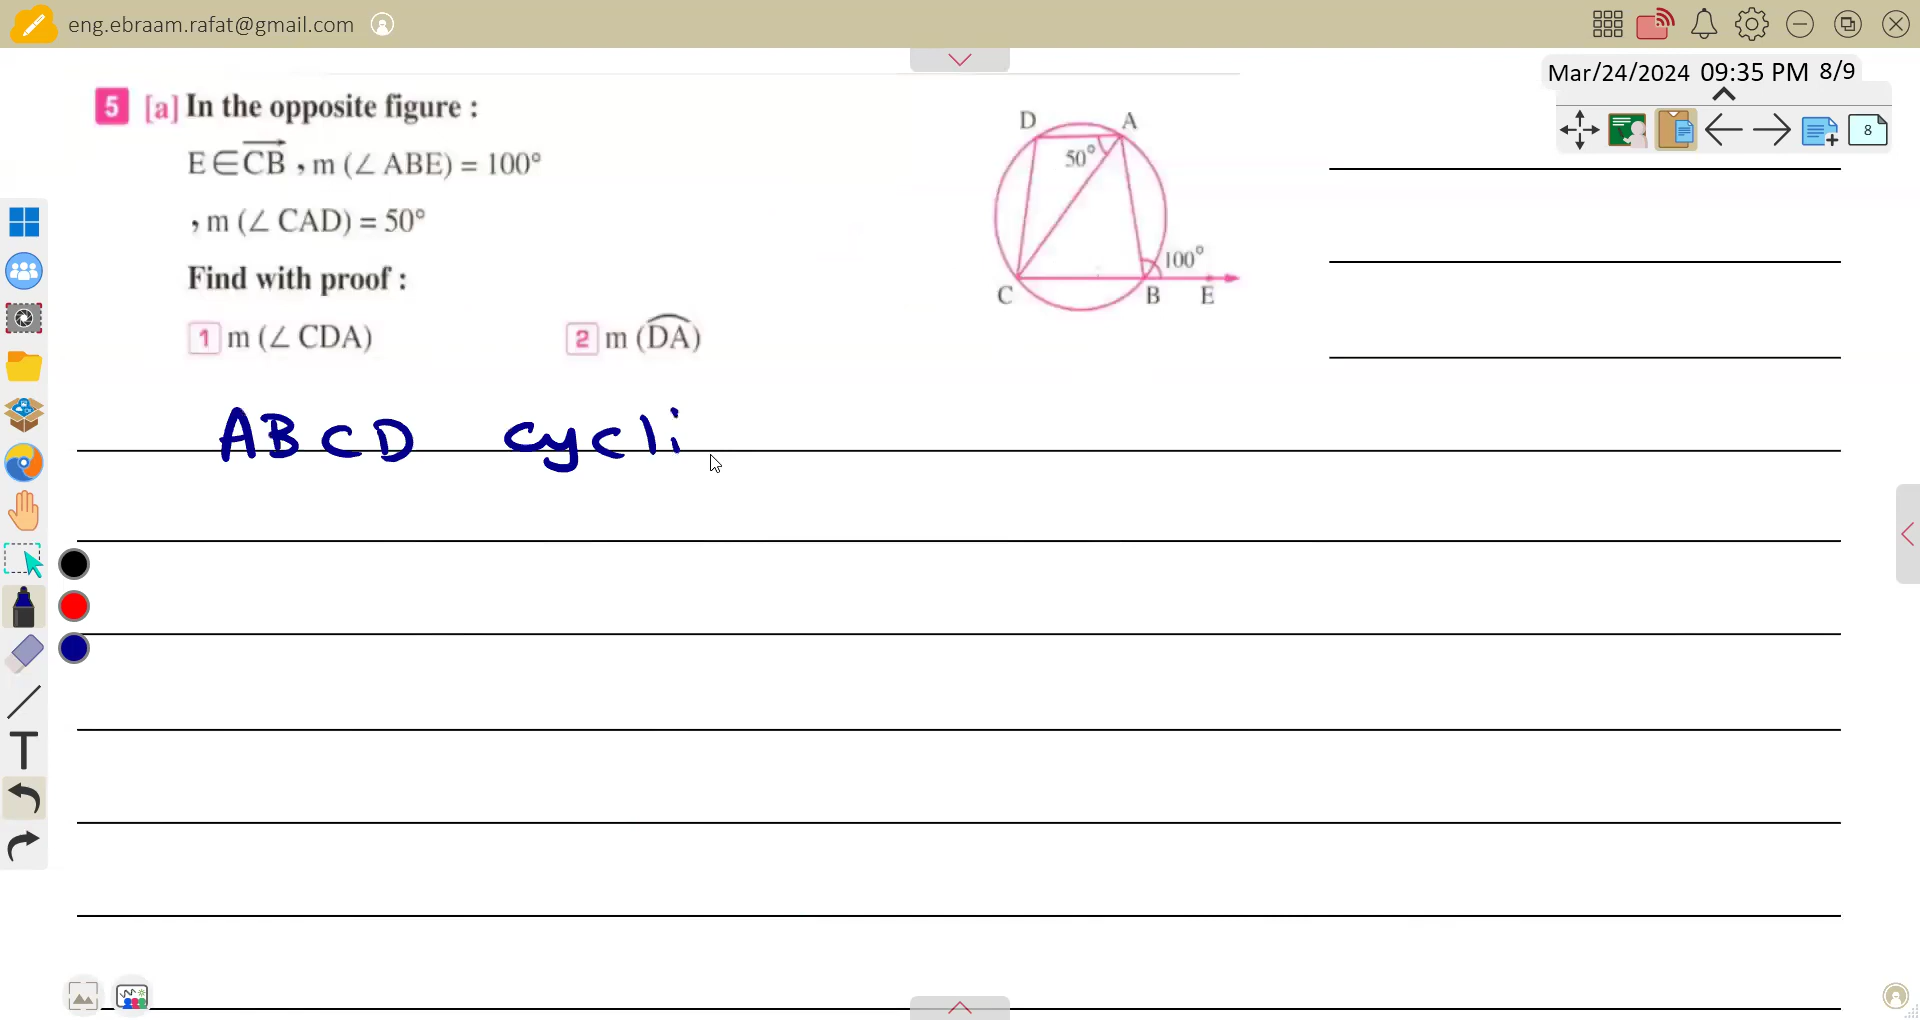 eng.ebraam.rafat@gmail.com
Mar/24/2024 09:35 PM 8/9
8
5 [a] In the opposite figure :
E ∈ CB , m (∠ ABE) = 100°
, m (∠ CAD) = 50°
Find with proof :
1 m (∠ CDA) 2 m (DA)
D A
50°
100°
C B E
ABCD cycli
T